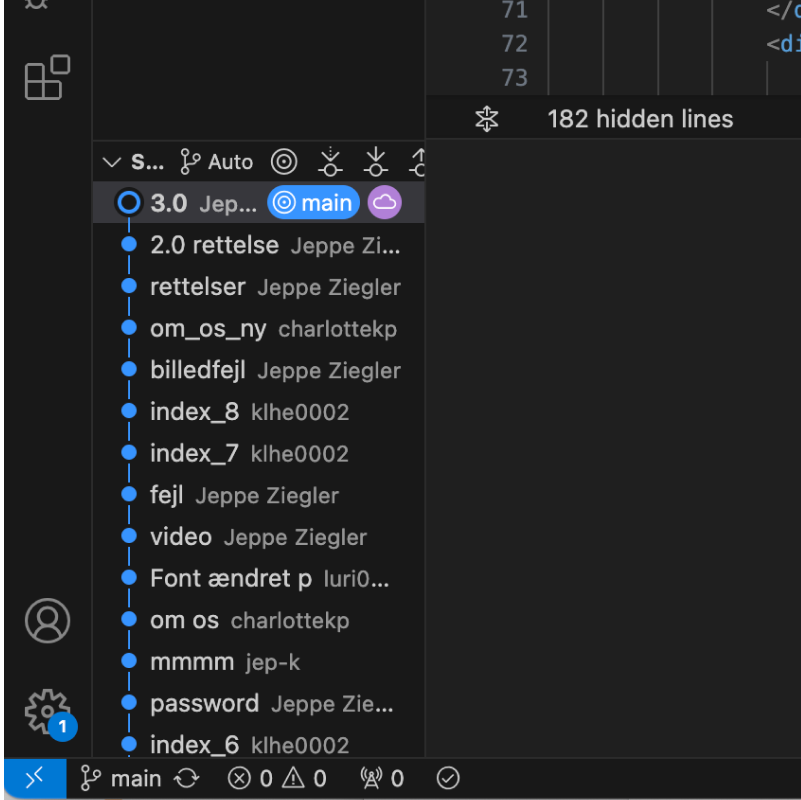 71 </d
72 <di
73
182 hidden lines
S... Auto
3.0 Jep... main
2.0 rettelse Jeppe Zi...
rettelser Jeppe Ziegler
om_os_ny charlottekp
billedfejl Jeppe Ziegler
index_8 klhe0002
index_7 klhe0002
fejl Jeppe Ziegler
video Jeppe Ziegler
Font ændret p luri0...
om os charlottekp
mmmm jep-k
password Jeppe Zie...
index_6 klhe0002
1
main 0 0 0